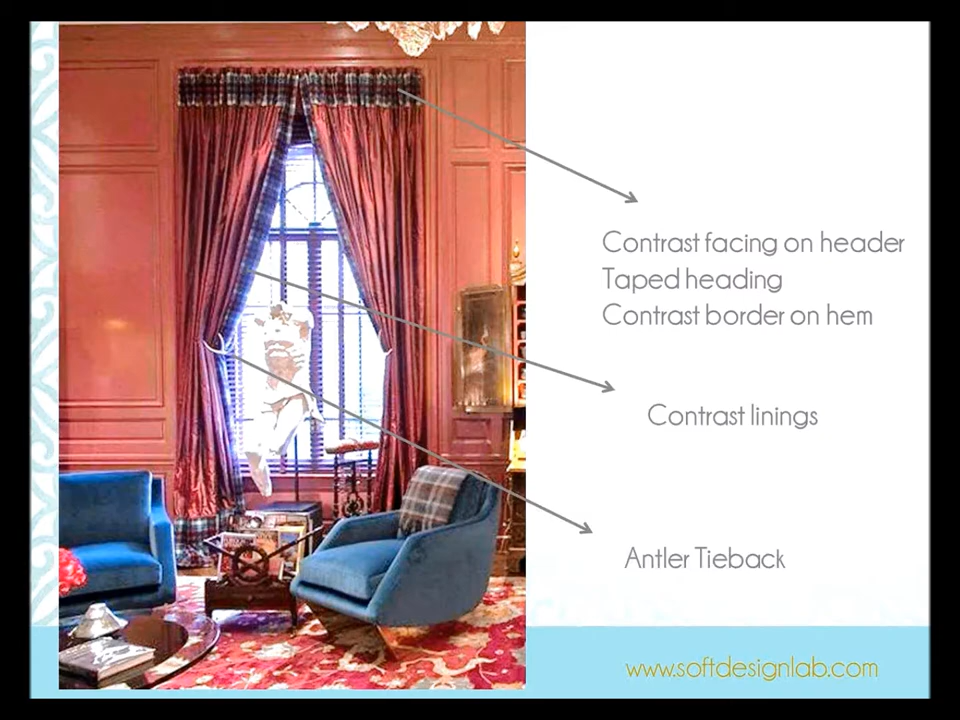 Contrast facing on header
Taped heading
Contrast border on hem
Contrast linings
Antler Tieback
www.softdesignlab.com